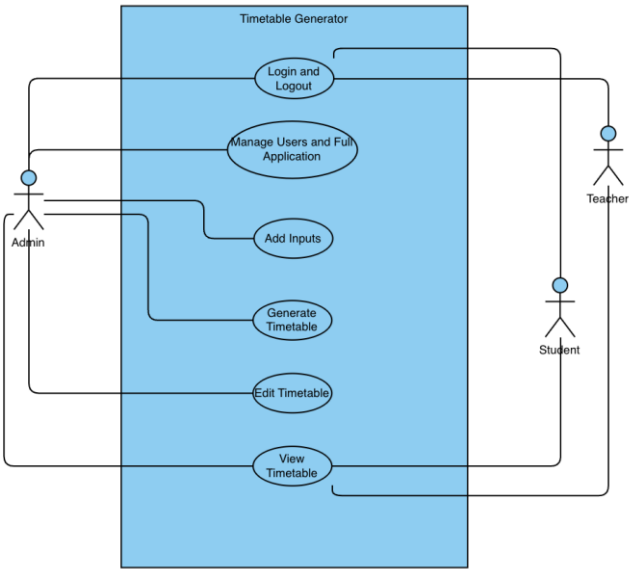 Timetable Generator
Login and
Logout
Manage Users and Full
Application
Teacher
Admin
Add Inputs
Generate
Timetable
Student
Edit Timetable
View
Timetable